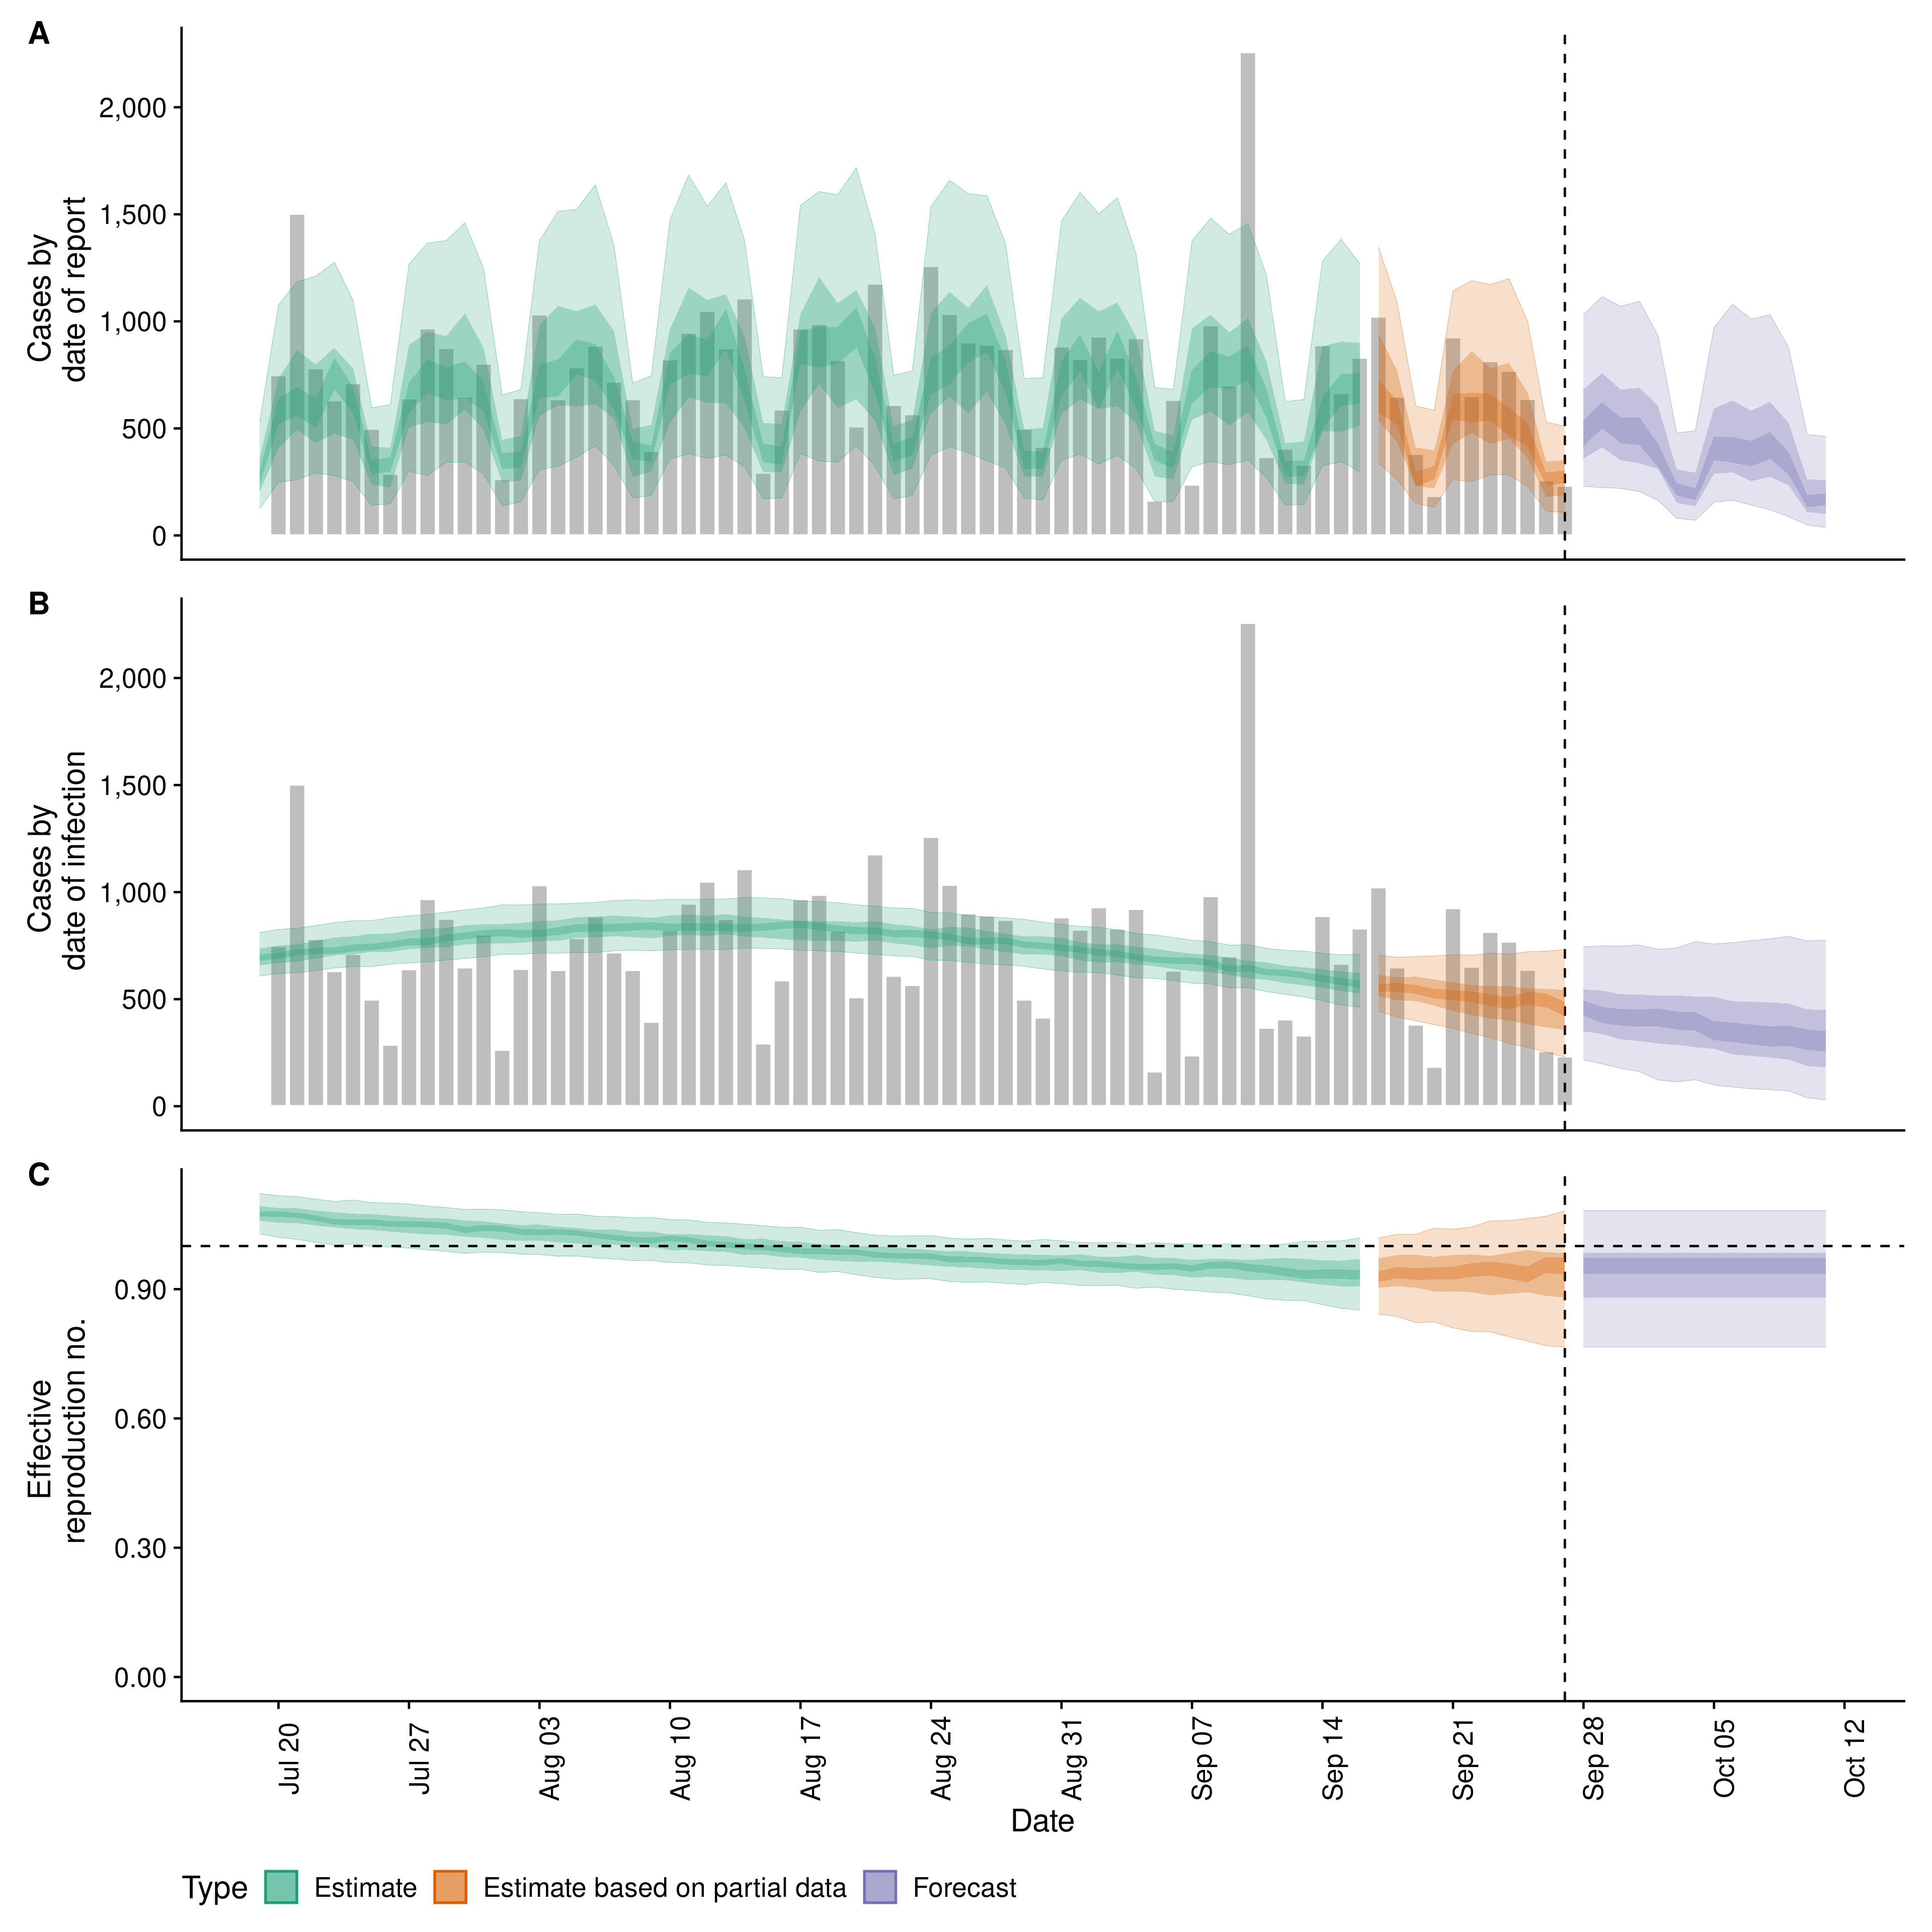 A
Cases by
date of report
2,000
1,500
1,000
500
0
B
Cases by
date of infection
2,000
1,500
1,000
500
0
C
Effective
reproduction no.
0.90
0.60
0.30
0.00
Jul 20
Jul 27
Aug 03
Aug 10
Aug 17
Aug 24
Aug 31
Sep 07
Sep 14
Sep 21
Sep 28
Oct 05
Oct 12
Date
Type Estimate Estimate based on partial data Forecast